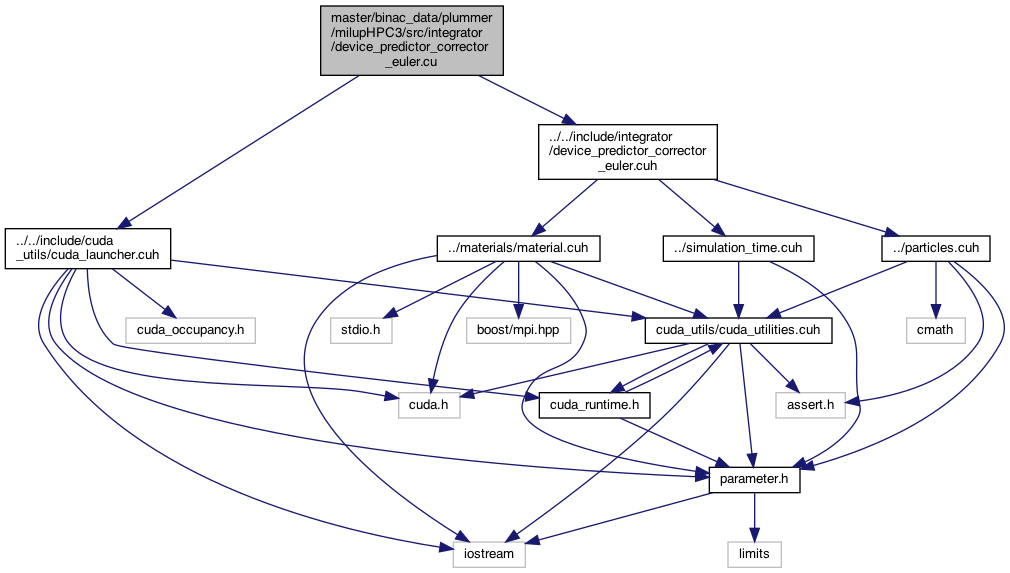 master/binac_data/plummer
/milupHPC3/src/integrator
/device_predictor_corrector
_euler.cu
../../include/integrator
/device_predictor_corrector
_euler.cuh
../../include/cuda
_utils/cuda_launcher.cuh
../materials/material.cuh
../simulation_time.cuh
../particles.cuh
cuda_occupancy.h
stdio.h
boost/mpi.hpp
cuda_utils/cuda_utilities.cuh
cmath
cuda.h
cuda_runtime.h
assert.h
parameter.h
iostream
limits